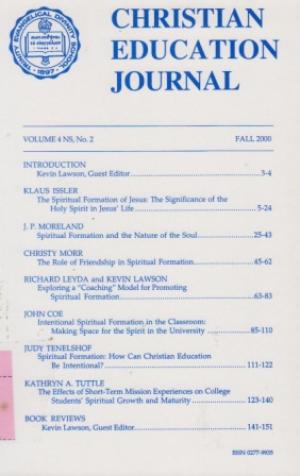 TRINITY EVANGELICAL DIVINITY SCHOOL
1897
CHRISTIAN
EDUCATION
JOURNAL
VOLUME 4 NS, No. 2 FALL 2000
INTRODUCTION
Kevin Lawson, Guest Editor 3-4
KLAUS ISSLER
The Spiritual Formation of Jesus: The Significance of the
Holy Spirit in Jesus' Life 5-24
J. P. MORELAND
Spiritual Formation and the Nature of the Soul 25-43
CHRISTY MORR
The Role of Friendship in Spiritual Formation 45-62
RICHARD LEYDA and KEVIN LAWSON
Exploring a "Coaching" Model for Promoting
Spiritual Formation 63-83
JOHN COE
Intentional Spiritual Formation in the Classroom:
Making Space for the Spirit in the University 85-110
JUDY TENELSHOF
Spiritual Formation: How Can Christian Education
Be Intentional? 111-122
KATHRYN A. TUTTLE
The Effects of Short-Term Mission Experiences on College
Students' Spiritual Growth and Maturity 123-140
BOOK REVIEWS
Kevin Lawson, Guest Editor 141-151
ISSN 0277-9935